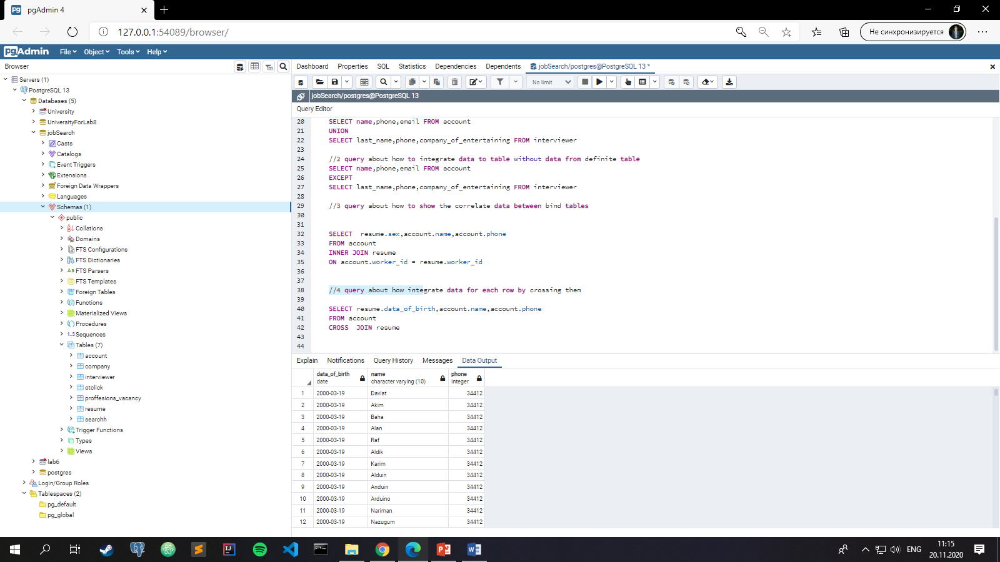 pgAdmin 4
127.0.0.1:54089/browser/
Не синхронизируется
pgAdmin File Object Tools Help
Browser
Dashboard Properties SQL Statistics Dependencies Dependents jobSearch/postgres@PostgreSQL 13 *
No limit
jobSearch/postgres@PostgreSQL 13
Query Editor
Servers (1)
PostgreSQL 13
Databases (5)
University
UniversityForLab8
jobSearch
Casts
Catalogs
Event Triggers
Extensions
Foreign Data Wrappers
Languages
Schemas (1)
public
Collations
Domains
FTS Configurations
FTS Dictionaries
FTS Parsers
FTS Templates
Foreign Tables
Functions
Materialized Views
Procedures
1..3 Sequences
Tables (7)
account
company
interviewer
otclick
proffesions_vacancy
resume
searchh
Trigger Functions
Types
Views
lab6
postgres
Login/Group Roles
Tablespaces (2)
pg_default
pg_global
20 SELECT name,phone,email FROM account
21 UNION
22 SELECT last_name,phone,company_of_entertaining FROM interviewer
23
24 //2 query about how to integrate data to table without data from definite table
25 SELECT name,phone,email FROM account
26 EXCEPT
27 SELECT last_name,phone,company_of_entertaining FROM interviewer
28
29 //3 query about how to show the correlate data between bind tables
30
31
32 SELECT  resume.sex,account.name,account.phone
33 FROM account
34 INNER JOIN resume
35 ON account.worker_id = resume.worker_id
36
37
38 //4 query about how integrate data for each row by crossing them
39
40 SELECT resume.data_of_birth,account.name,account.phone
41 FROM account
42 CROSS  JOIN resume
43
44
Explain Notifications Query History Messages Data Output
data_of_birth name phone
date character varying (10) integer
1 2000-03-19 Davlat 34412
2 2000-03-19 Akim 34412
3 2000-03-19 Baha 34412
4 2000-03-19 Alan 34412
5 2000-03-19 Raf 34412
6 2000-03-19 Aldik 34412
7 2000-03-19 Karim 34412
8 2000-03-19 Alduin 34412
9 2000-03-19 Anduin 34412
10 2000-03-19 Arduino 34412
11 2000-03-19 Nariman 34412
12 2000-03-19 Nazugum 34412
ENG 11:15
20.11.2020